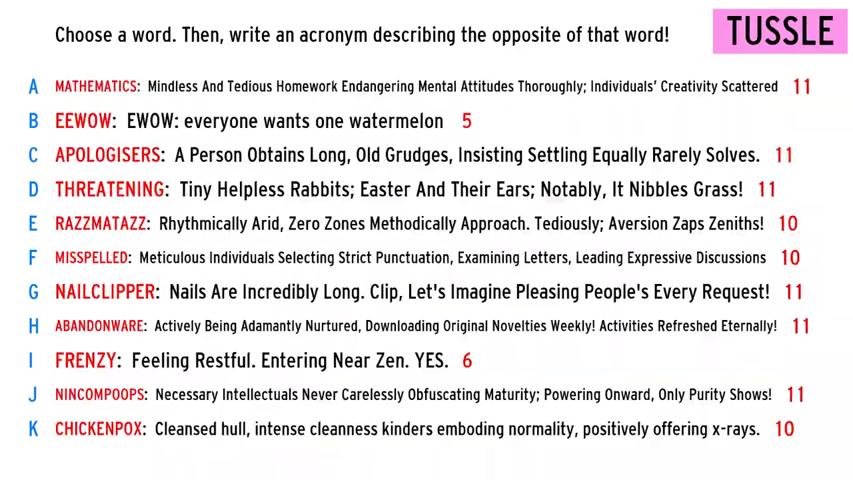 Choose a word. Then, write an acronym describing the opposite of that word!
TUSSLE
A MATHEMATICS: Mindless And Tedious Homework Endangering Mental Attitudes Thoroughly; Individuals' Creativity Scattered 11
B EEWOW: EWOW: everyone wants one watermelon 5
C APOLOGISERS: A Person Obtains Long, Old Grudges, Insisting Settling Equally Rarely Solves. 11
D THREATENING: Tiny Helpless Rabbits; Easter And Their Ears; Notably, It Nibbles Grass! 11
E RAZZMATAZZ: Rhythmically Arid, Zero Zones Methodically Approach. Tediously; Aversion Zaps Zeniths! 10
F MISSPELLED: Meticulous Individuals Selecting Strict Punctuation, Examining Letters, Leading Expressive Discussions 10
G NAILCLIPPER: Nails Are Incredibly Long. Clip, Let's Imagine Pleasing People's Every Request! 11
H ABANDONWARE: Actively Being Adamantly Nurtured, Downloading Original Novelties Weekly! Activities Refreshed Eternally! 11
I FRENZY: Feeling Restful. Entering Near Zen. YES. 6
J NINCOMPOOPS: Necessary Intellectuals Never Carelessly Obfuscating Maturity; Powering Onward, Only Purity Shows! 11
K CHICKENPOX: Cleansed hull, intense cleanness kinders emboding normality, positively offering x-rays. 10